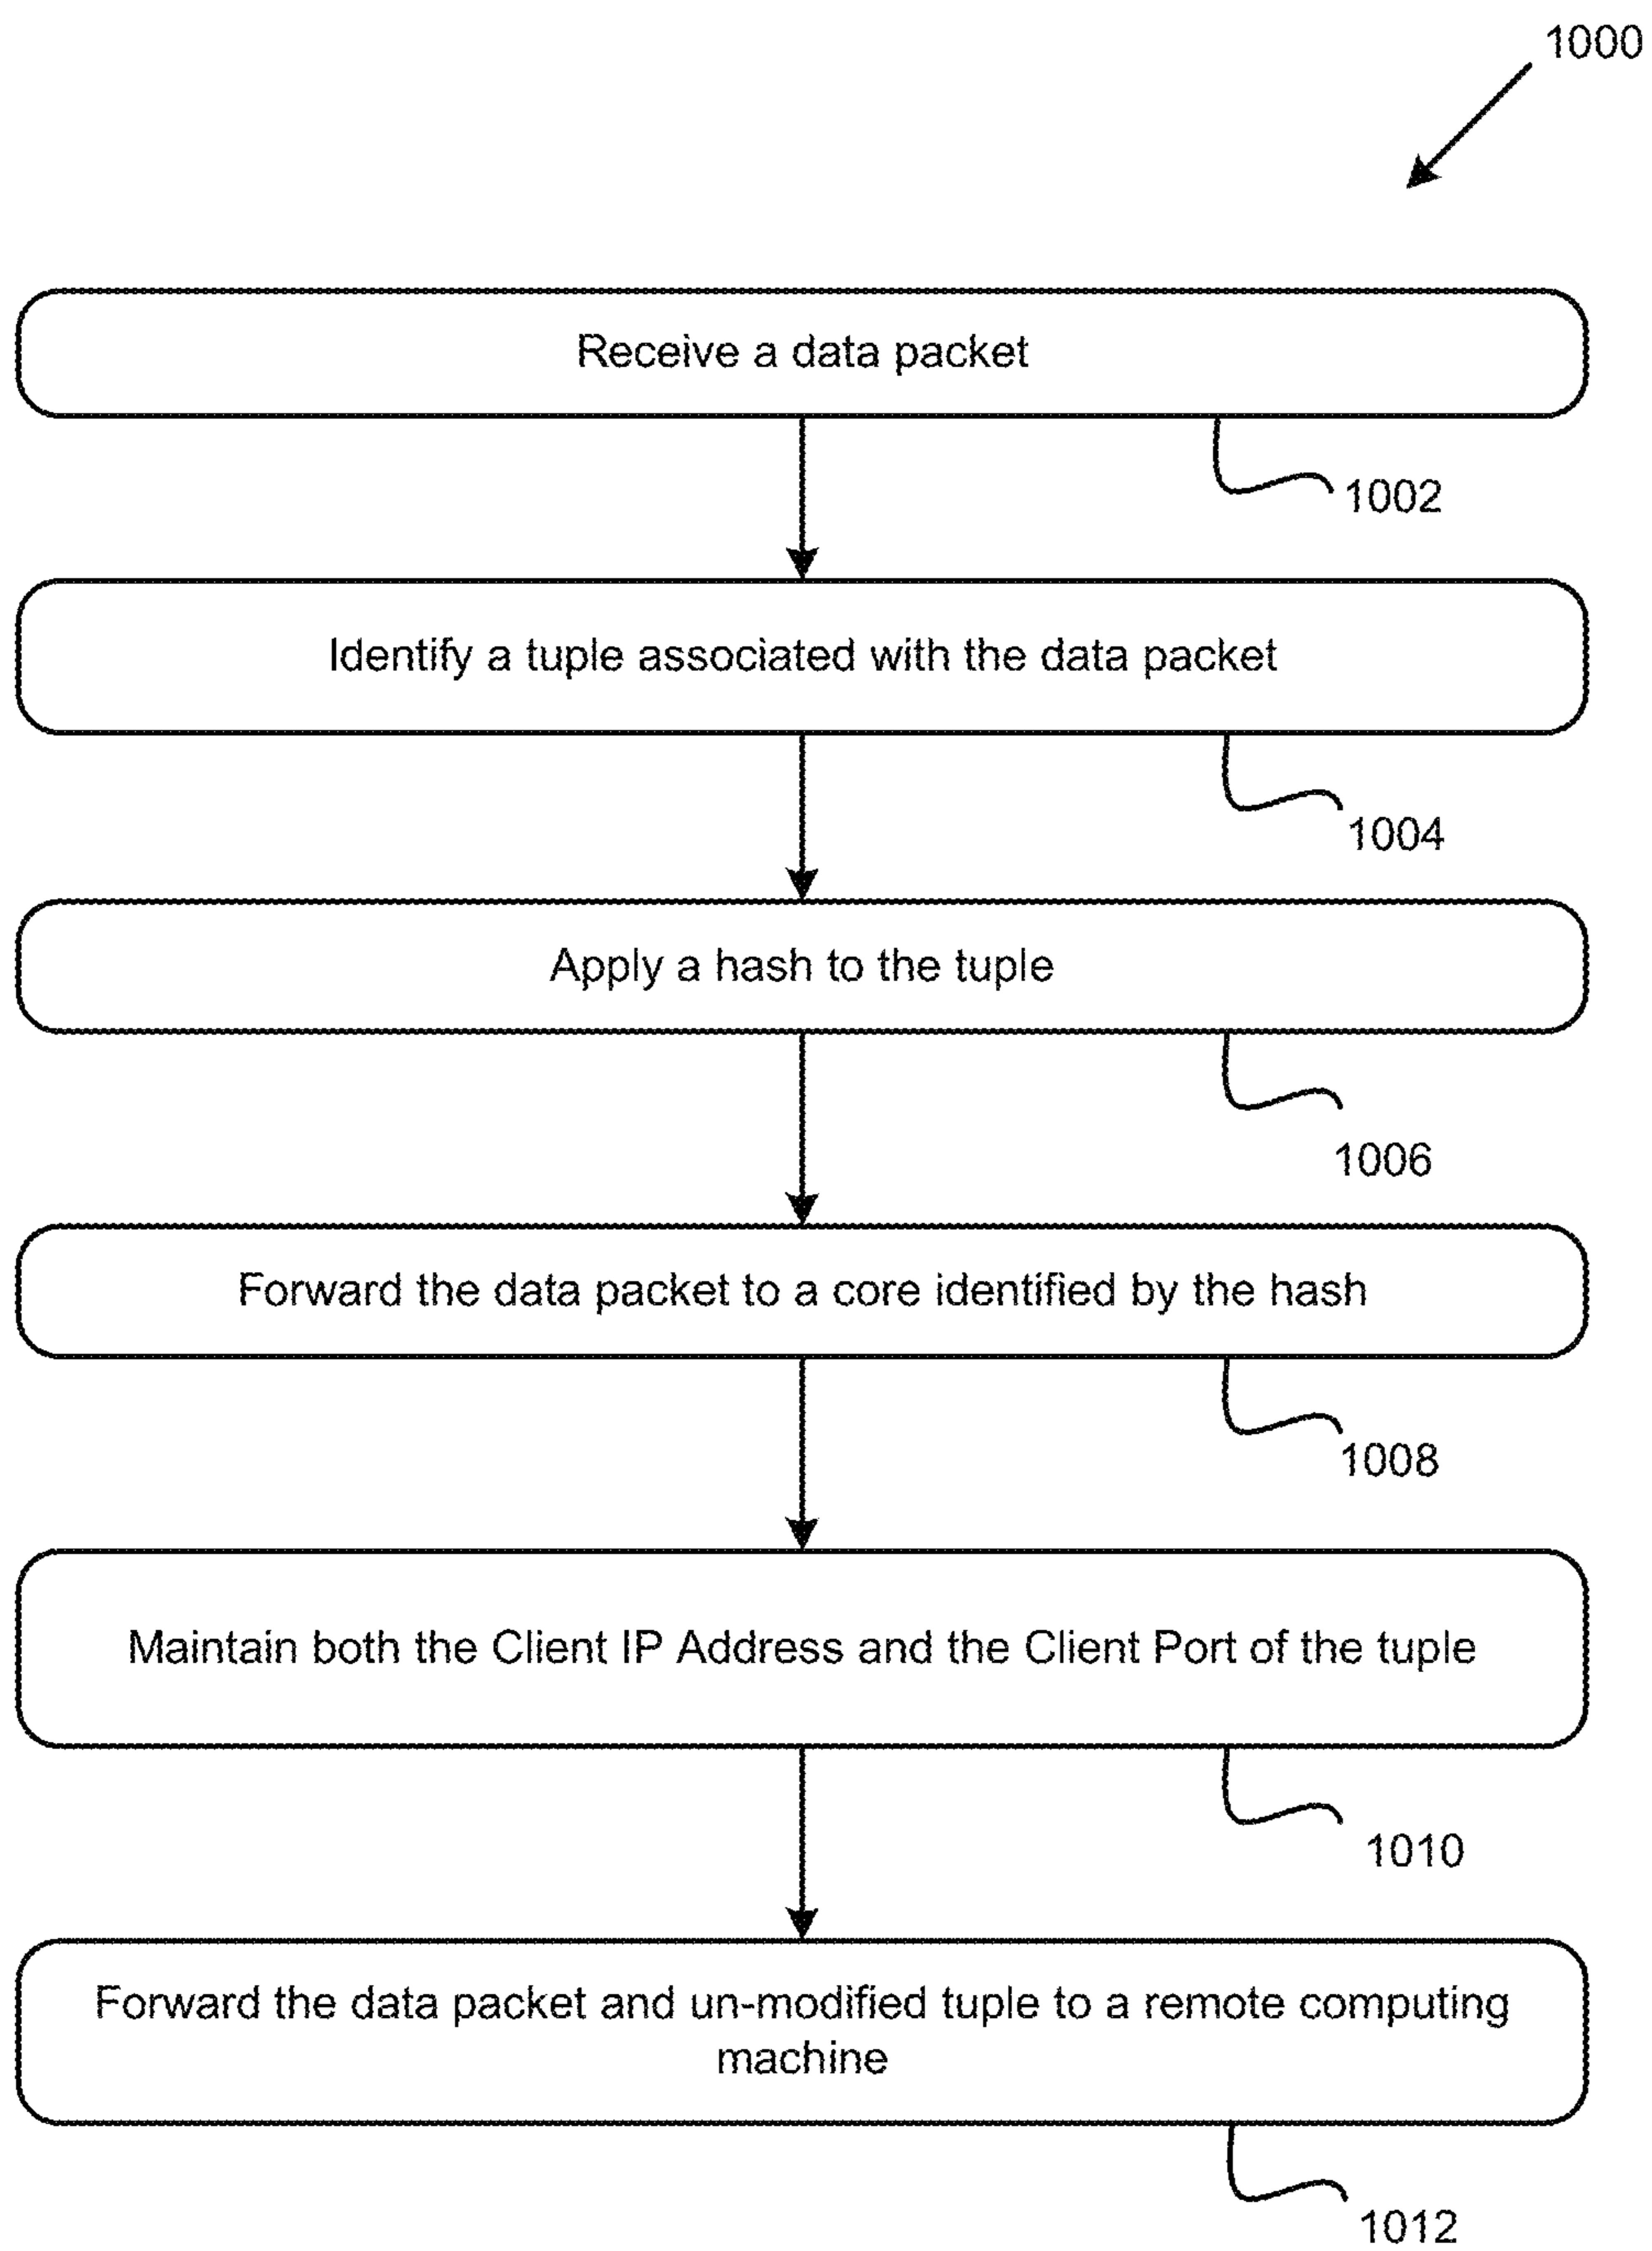 1000
Receive a data packet
1002
Identify a tuple associated with the data packet
1004
Apply a hash to the tuple
1006
Forward the data packet to a core identified by the hash
1008
Maintain both the Client IP Address and the Client Port of the tuple
1010
Forward the data packet and un-modified tuple to a remote computing
machine
1012